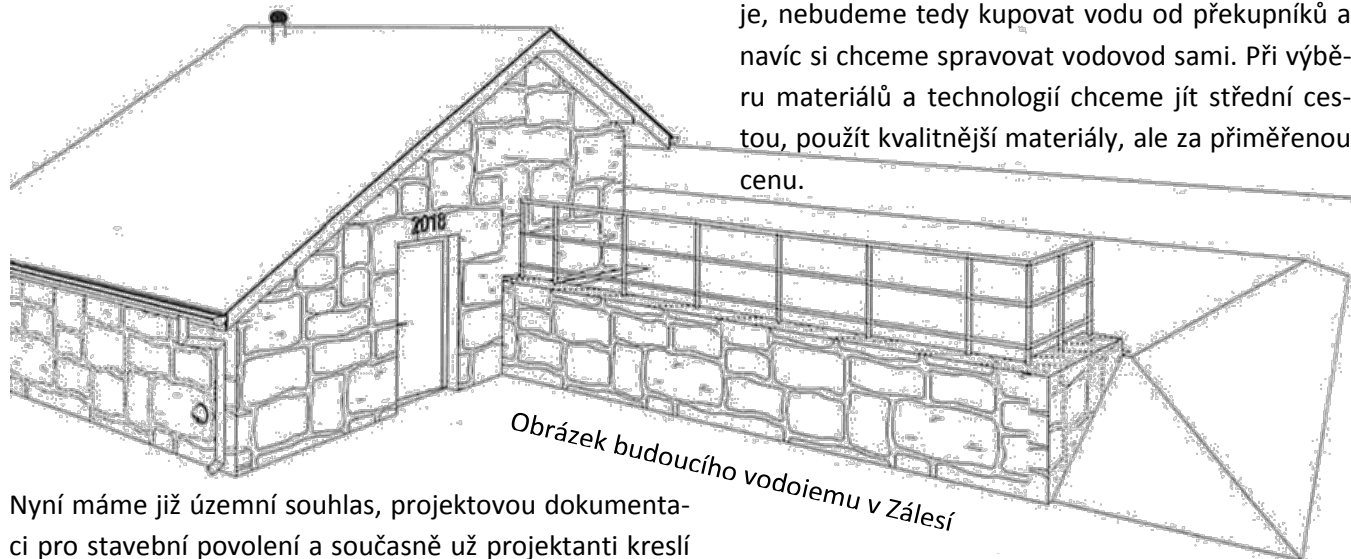 je, nebudeme tedy kupovat vodu od překupníků a
navíc si chceme spravovat vodovod sami. Při výbě-
ru materiálů a technologií chceme jít střední ces-
tou, použít kvalitnější materiály, ale za přiměřenou
cenu.
2018
Obrázek budoucího vodojemu v Zálesí
Nyní máme již územní souhlas, projektovou dokumenta-
ci pro stavební povolení a současně už projektanti kreslí